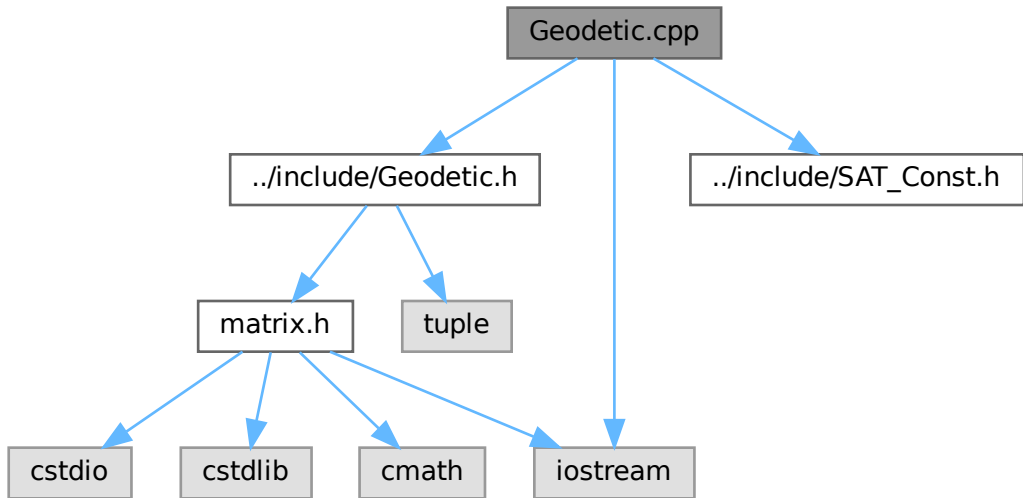 Geodetic.cpp
../include/Geodetic.h
../include/SAT_Const.h
matrix.h
tuple
cstdio
cstdlib
cmath
iostream